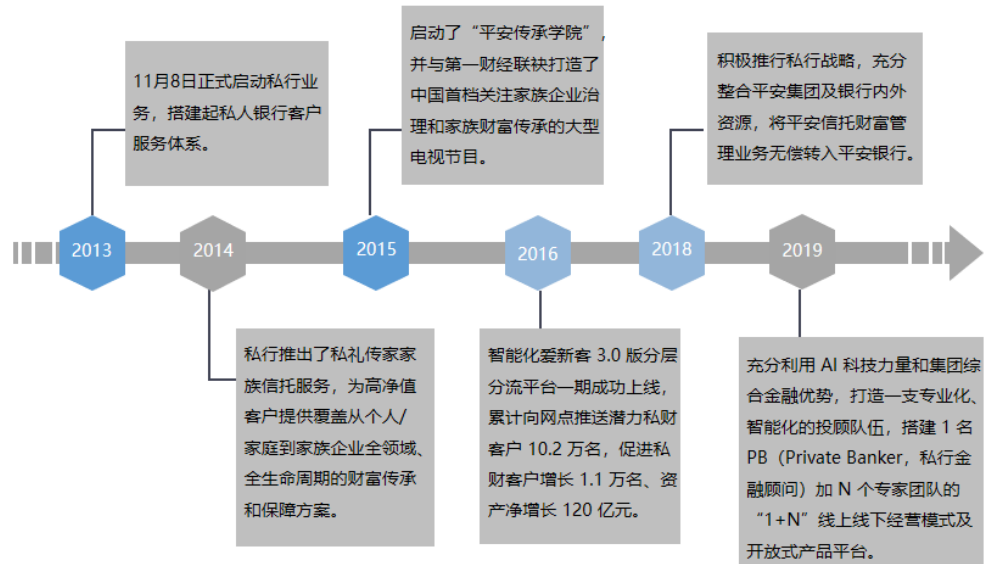 11月8日正式启动私行业
务，搭建起私人银行客户
服务体系。
启动了“平安传承学院”，
并与第一财经联袂打造了
中国首档关注家族企业治
理和家族财富传承的大型
电视节目。
积极推行私行战略，充分
整合平安集团及银行内外
资源，将平安信托财富管
理业务无偿转入平安银行。
2013
2014
2015
2016
2018
2019
私行推出了私礼传家家
族信托服务，为高净值
客户提供覆盖从个人/
家庭到家族企业全领域、
全生命周期的财富传承
和保障方案。
智能化爱新客 3.0 版分层
分流平台一期成功上线，
累计向网点推送潜力私财
客户 10.2 万名，促进私
财客户增长 1.1 万名、资
产净增长 120 亿元。
充分利用 AI 科技力量和集团综
合金融优势，打造一支专业化、
智能化的投顾队伍，搭建 1 名
PB（Private Banker，私行金
融顾问）加 N 个专家团队的
“1+N”线上线下经营模式及
开放式产品平台。